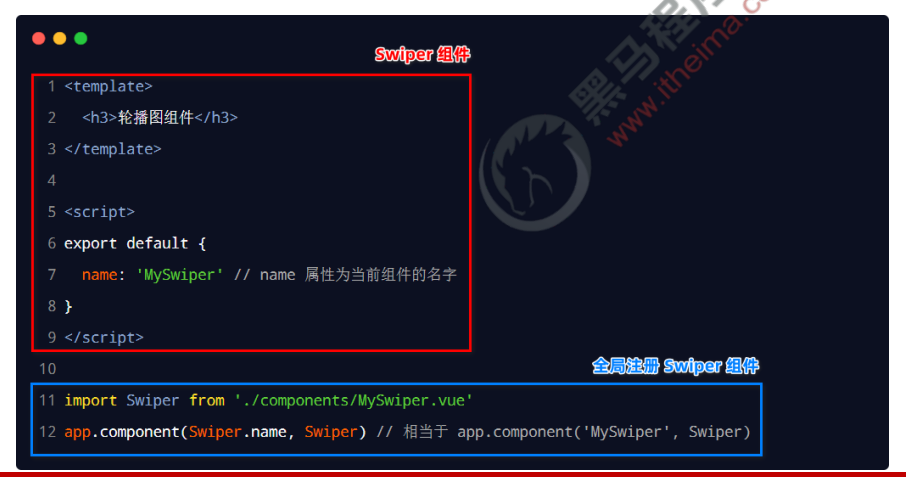 黑马程序
www.itheima.co
Swiper 组件
1 <template>
2 <h3>轮播图组件</h3>
3 </template>
4
5 <script>
6 export default {
7 name: 'MySwiper' // name 属性为当前组件的名字
8 }
9 </script>
10
全局注册 Swiper 组件
11 import Swiper from './components/MySwiper.vue'
12 app.component(Swiper.name, Swiper) // 相当于 app.component('MySwiper', Swiper)